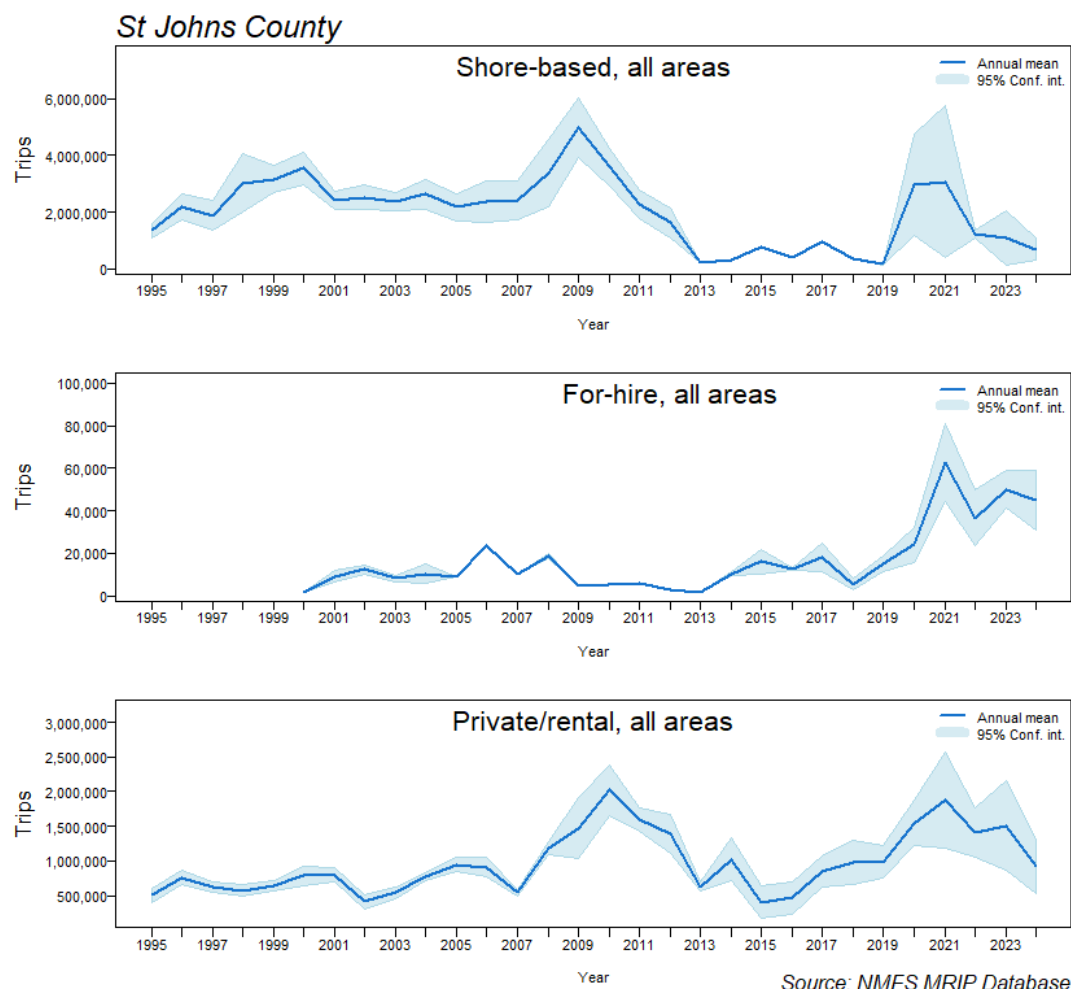 St Johns County
Shore-based, all areas
Annual mean
95% Conf. int.
Trips
6,000,000
4,000,000
2,000,000
0
1995 1997 1999 2001 2003 2005 2007 2009 2011 2013 2015 2017 2019 2021 2023
Year
For-hire, all areas
Annual mean
95% Conf. int.
Trips
100,000
80,000
60,000
40,000
20,000
0
1995 1997 1999 2001 2003 2005 2007 2009 2011 2013 2015 2017 2019 2021 2023
Year
Private/rental, all areas
Annual mean
95% Conf. int.
Trips
3,000,000
2,500,000
2,000,000
1,500,000
1,000,000
500,000
1995 1997 1999 2001 2003 2005 2007 2009 2011 2013 2015 2017 2019 2021 2023
Year
Source: NMFS MRIP Database